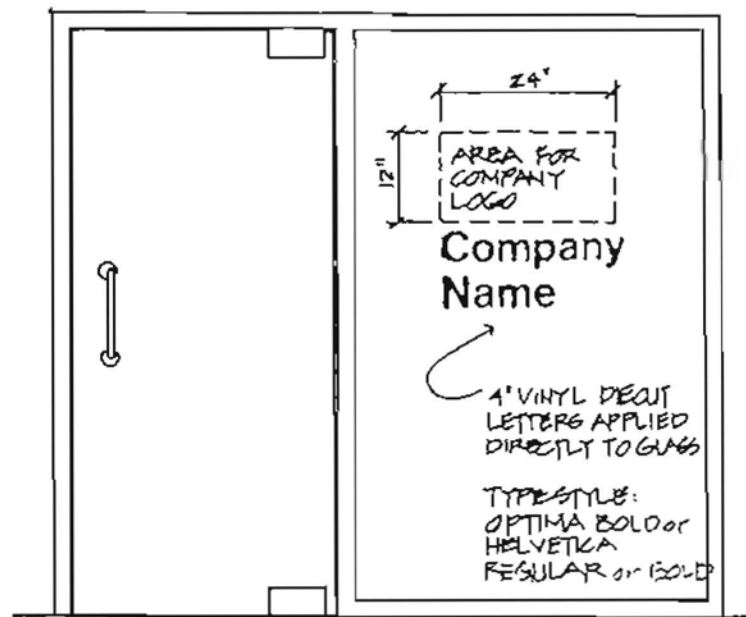 24"
12"
AREA FOR
COMPANY
LOGO
Company
Name
4" VINYL DIECUT
LETTERS APPLIED
DIRECTLY TO GLASS
TYPESTYLE:
OPTIMA BOLD or
HELVETICA
REGULAR or BOLD